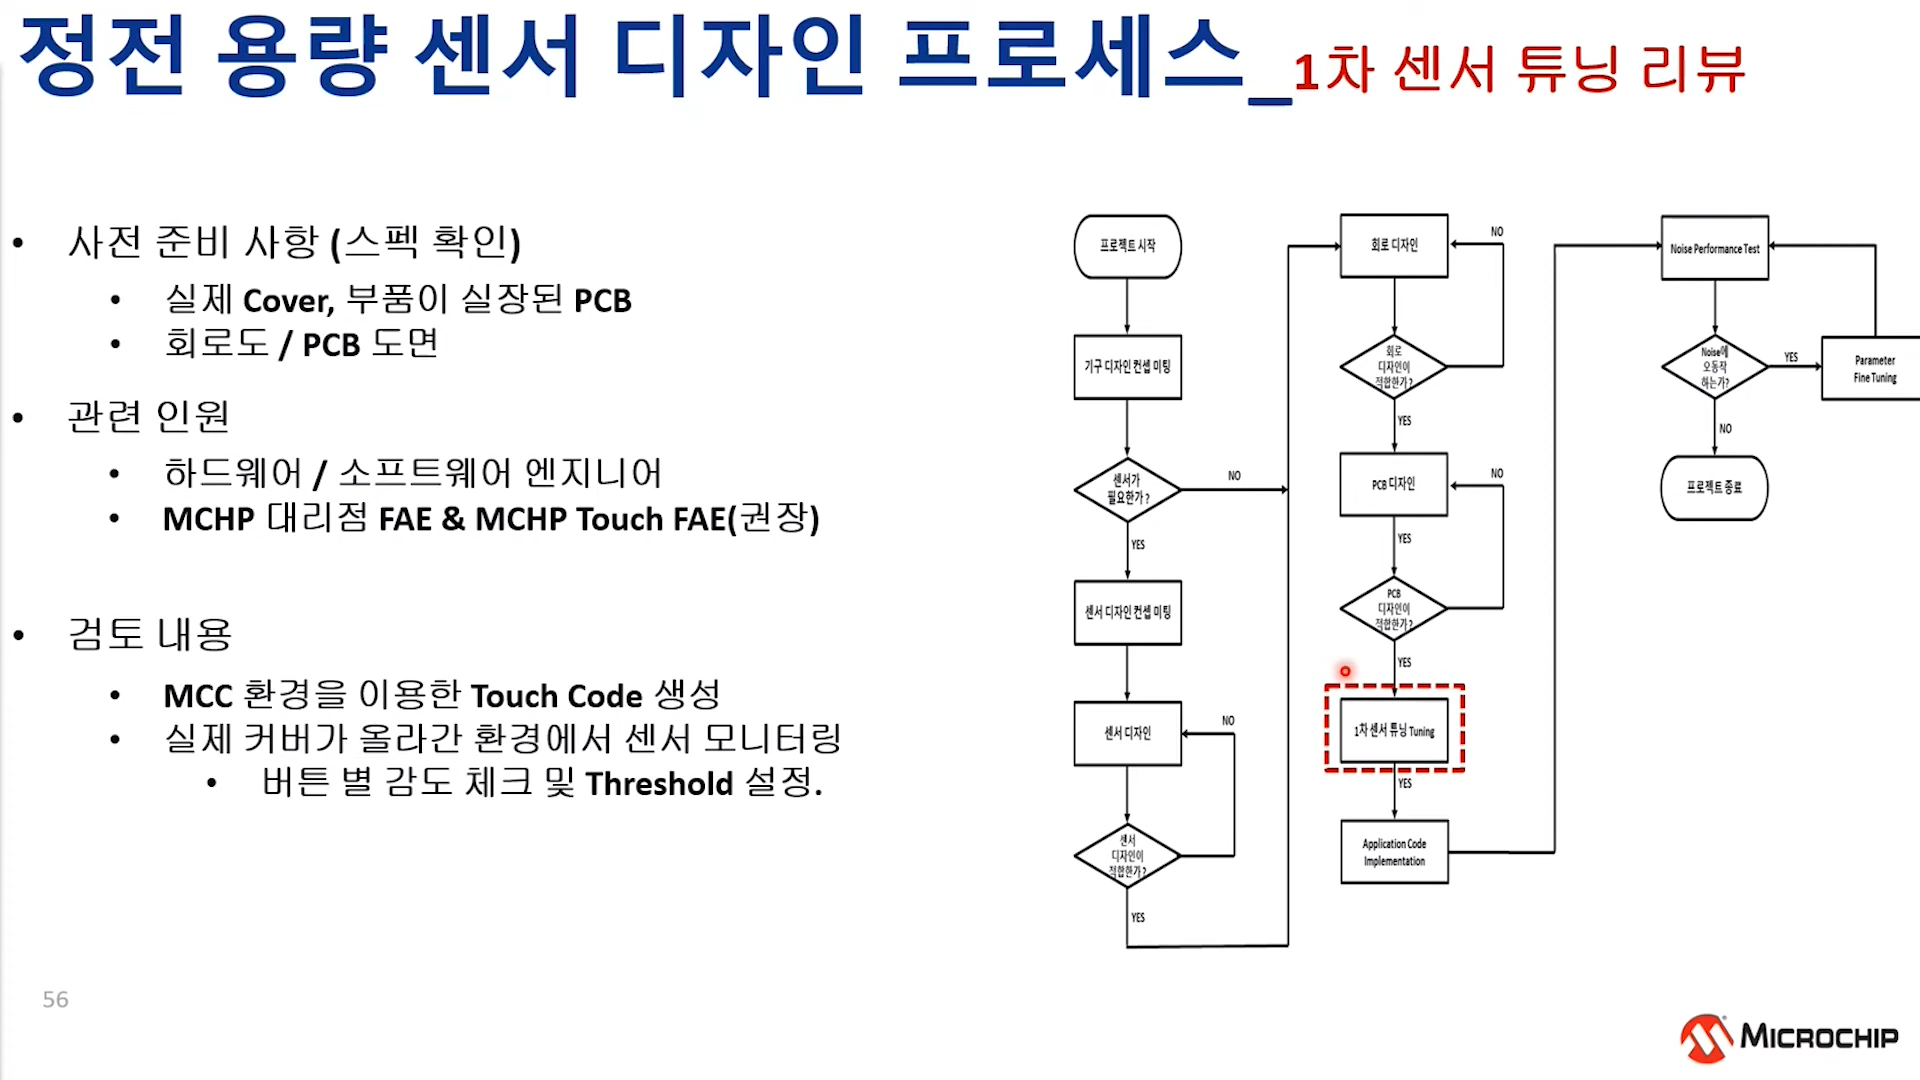 정전 용량 센서 디자인 프로세스_1차 센서 튜닝 리뷰
• 사전 준비 사항 (스펙 확인)
• 실제 Cover, 부품이 실장된 PCB
• 회로도 / PCB 도면
• 관련 인원
• 하드웨어 / 소프트웨어 엔지니어
• MCHP 대리점 FAE & MCHP Touch FAE(권장)
• 검토 내용
• MCC 환경을 이용한 Touch Code 생성
• 실제 커버가 올라간 환경에서 센서 모니터링
• 버튼 별 감도 체크 및 Threshold 설정.
프로젝트 시작
기구 디자인 컨셉 미팅
센서가
필요한가?
NO
YES
센서 디자인 컨셉 미팅
센서 디자인
NO
센서
디자인이
적합한가?
YES
회로 디자인
NO
회로
디자인이
적합한가?
YES
PCB 디자인
NO
YES
PCB
디자인이
적합한가?
YES
1차 센서 튜닝 Tuning
YES
Application Code
Implementation
Noise Performance Test
Noise에
오동작
하는가?
YES
Parameter
Fine Tuning
NO
프로젝트 종료
56
MICROCHIP